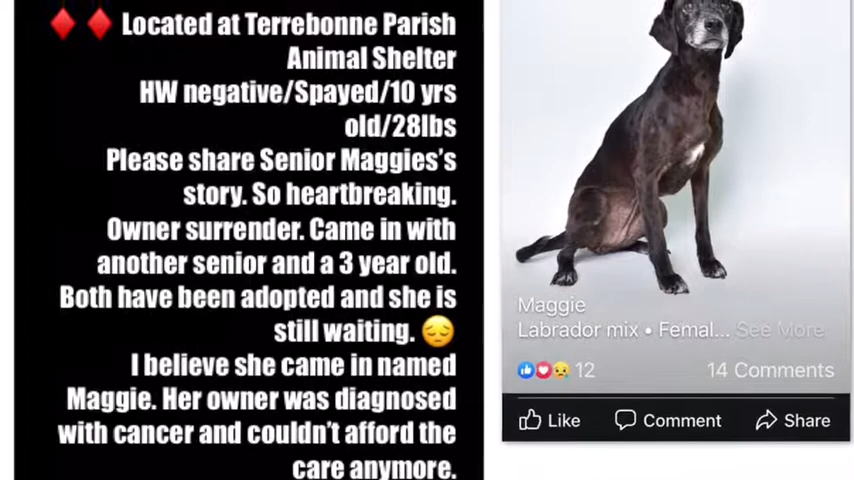 ♦️♦️ Located at Terrebonne Parish
Animal Shelter
HW negative/Spayed/10 yrs
old/28lbs
Please share Senior Maggies's
story. So heartbreaking.
Owner surrender. Came in with
another senior and a 3 year old.
Both have been adopted and she is
still waiting. 😔
I believe she came in named
Maggie. Her owner was diagnosed
with cancer and couldn't afford the
care anymore.
Maggie
Labrador mix • Femal... See More
12
14 Comments
Like
Comment
Share